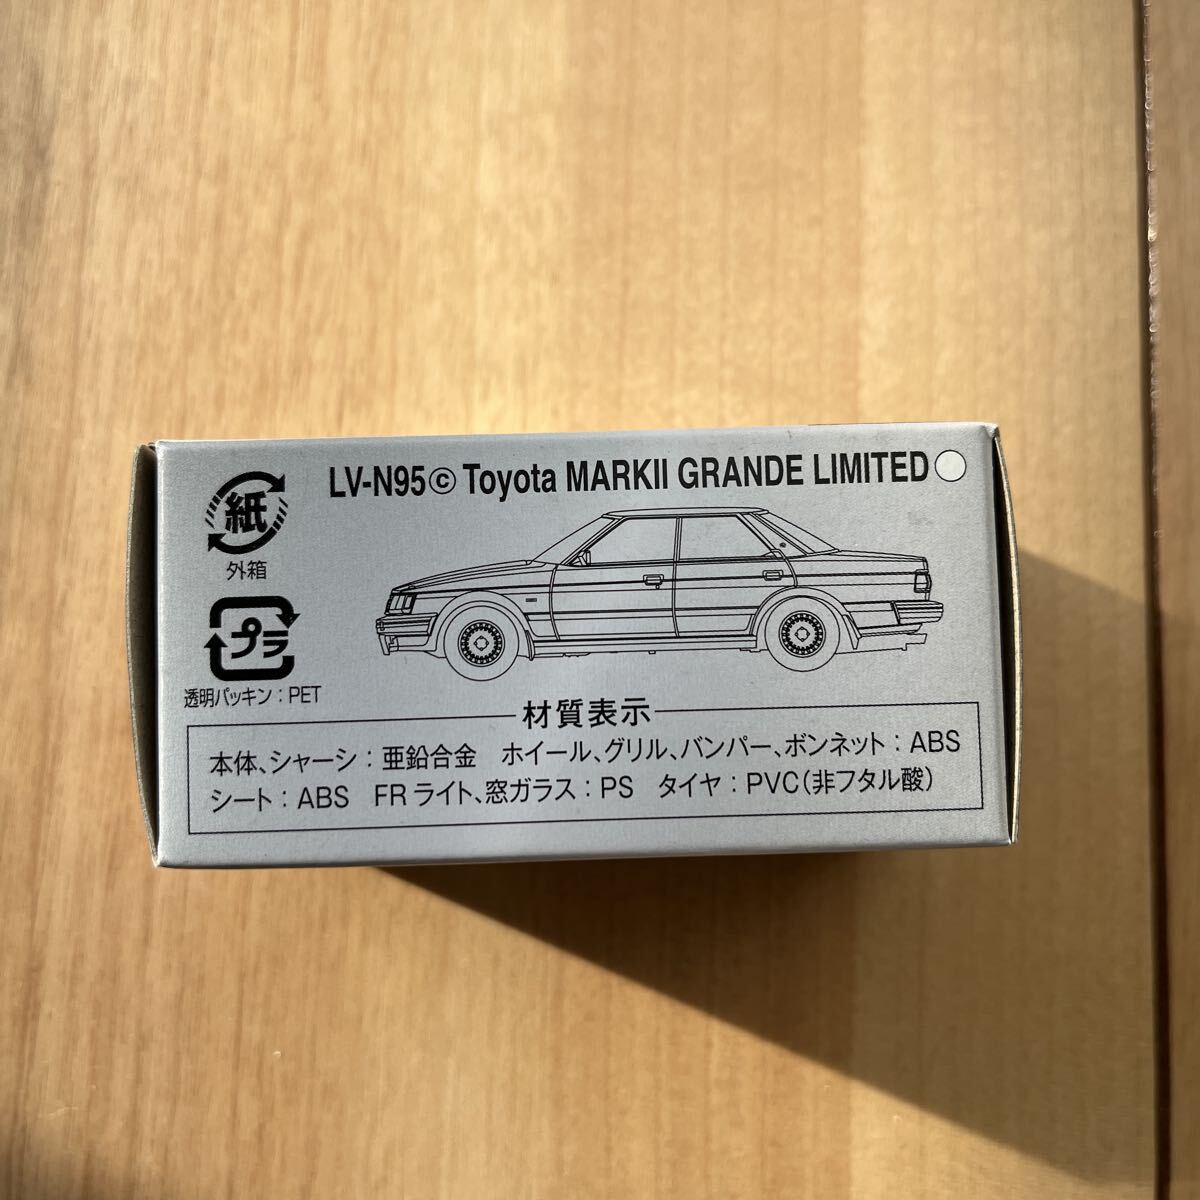 LV-N95ⓒ Toyota MARKII GRANDE LIMITED
紙
外箱
プラ
透明パッキン：PET
材質表示
本体、シャーシ：亜鉛合金　ホイール、グリル、バンパー、ボンネット：ABS
シート：ABS　FRライト、窓ガラス：PS　タイヤ：PVC（非フタル酸）